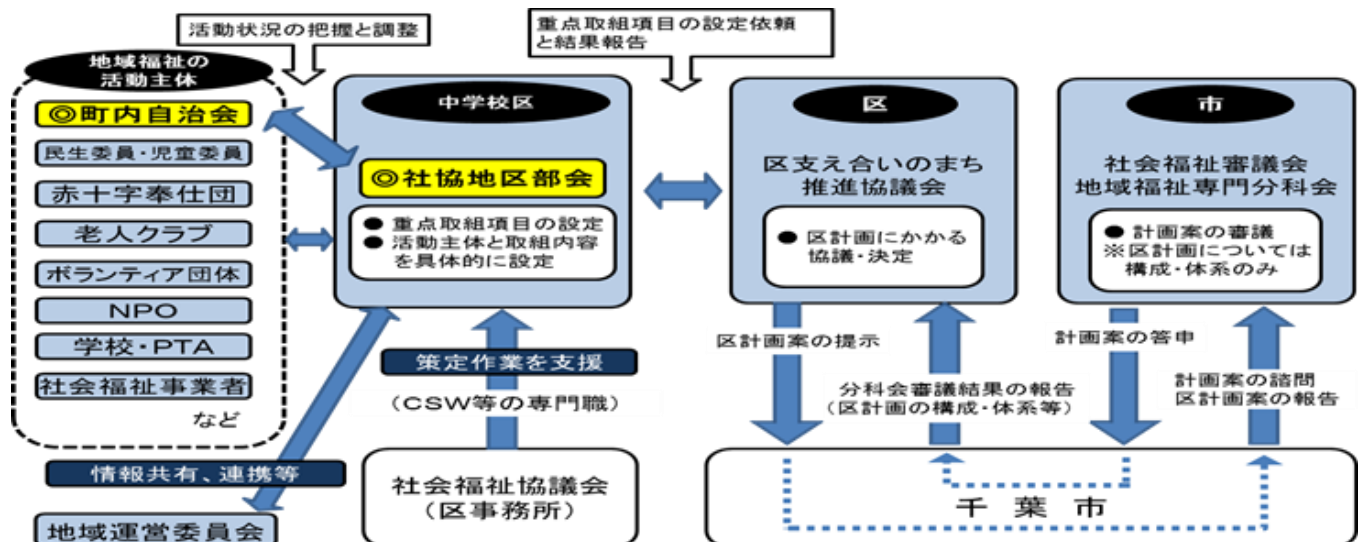 活動状況の把握と調整
重点取組項目の設定依頼
と結果報告
地域福祉の
活動主体
◎町内自治会
民生委員・児童委員
赤十字奉仕団
老人クラブ
ボランティア団体
NPO
学校・PTA
社会福祉事業者
など
中学校区
◎社協地区部会
● 重点取組項目の設定
● 活動主体と取組内容
を具体的に設定
区
区支え合いのまち
推進協議会
● 区計画にかかる
協議・決定
市
社会福祉審議会
地域福祉専門分科会
● 計画案の審議
※区計画については
構成・体系のみ
策定作業を支援
(CSW等の専門職)
区計画案の提示
分科会審議結果の報告
(区計画の構成・体系等)
計画案の答申
計画案の諮問
区計画案の報告
情報共有、連携等
地域運営委員会
社会福祉協議会
(区事務所)
千葉市